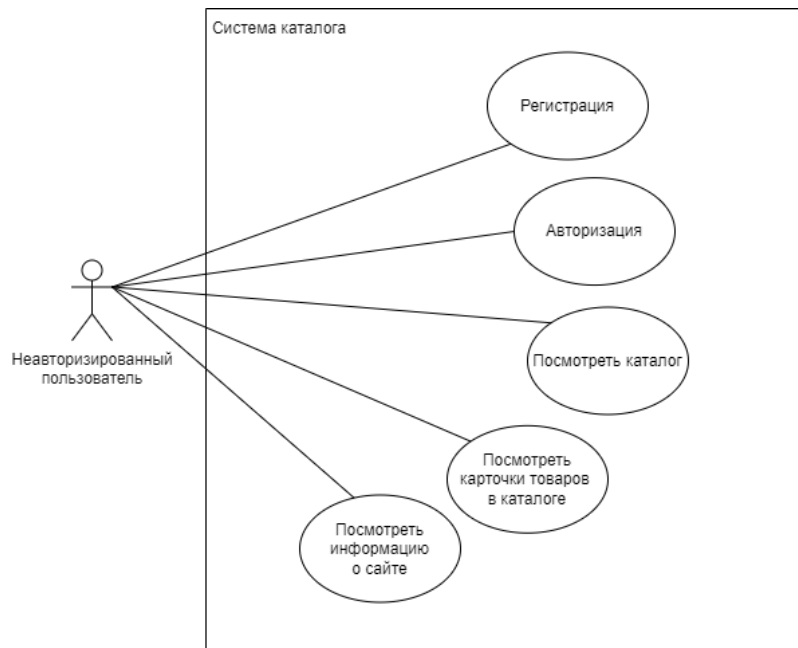 Система каталога
Регистрация
Авторизация
Неавторизированный
пользователь
Посмотреть каталог
Посмотреть
карточки товаров
в каталоге
Посмотреть
информацию
о сайте